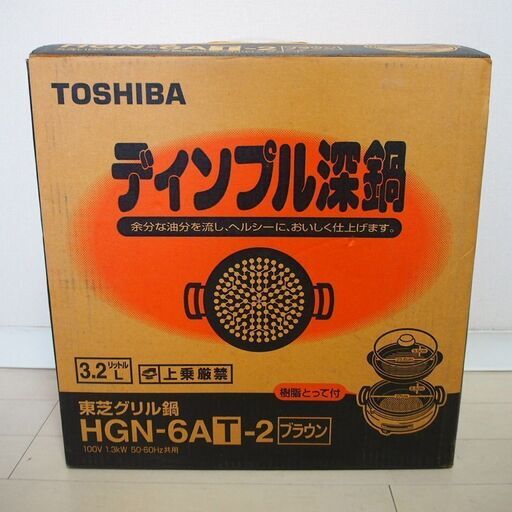 TOSHIBA
ディンプル深鍋
余分な油分を流し、ヘルシーに、おいしく仕上げます。
3.2リットルL
上乗厳禁
樹脂とって付
東芝グリル鍋
HGN-6AT-2 ブラウン
100V 1.3kW 50-60Hz共用